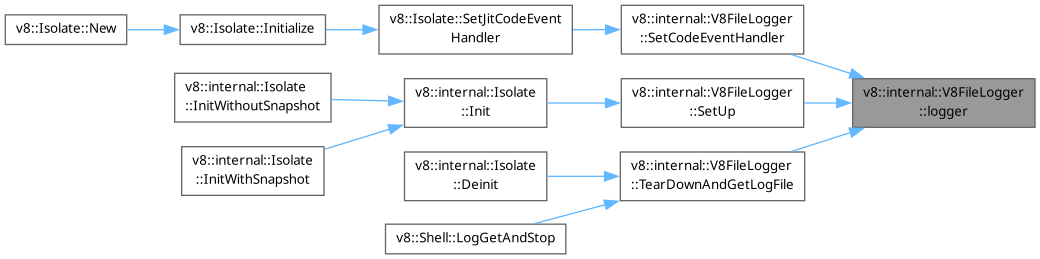 v8::Isolate::New
v8::Isolate::Initialize
v8::Isolate::SetJitCodeEvent
Handler
v8::internal::V8FileLogger
::SetCodeEventHandler
v8::internal::Isolate
::InitWithoutSnapshot
v8::internal::Isolate
::Init
v8::internal::V8FileLogger
::SetUp
v8::internal::V8FileLogger
::logger
v8::internal::Isolate
::InitWithSnapshot
v8::internal::Isolate
::Deinit
v8::internal::V8FileLogger
::TearDownAndGetLogFile
v8::Shell::LogGetAndStop